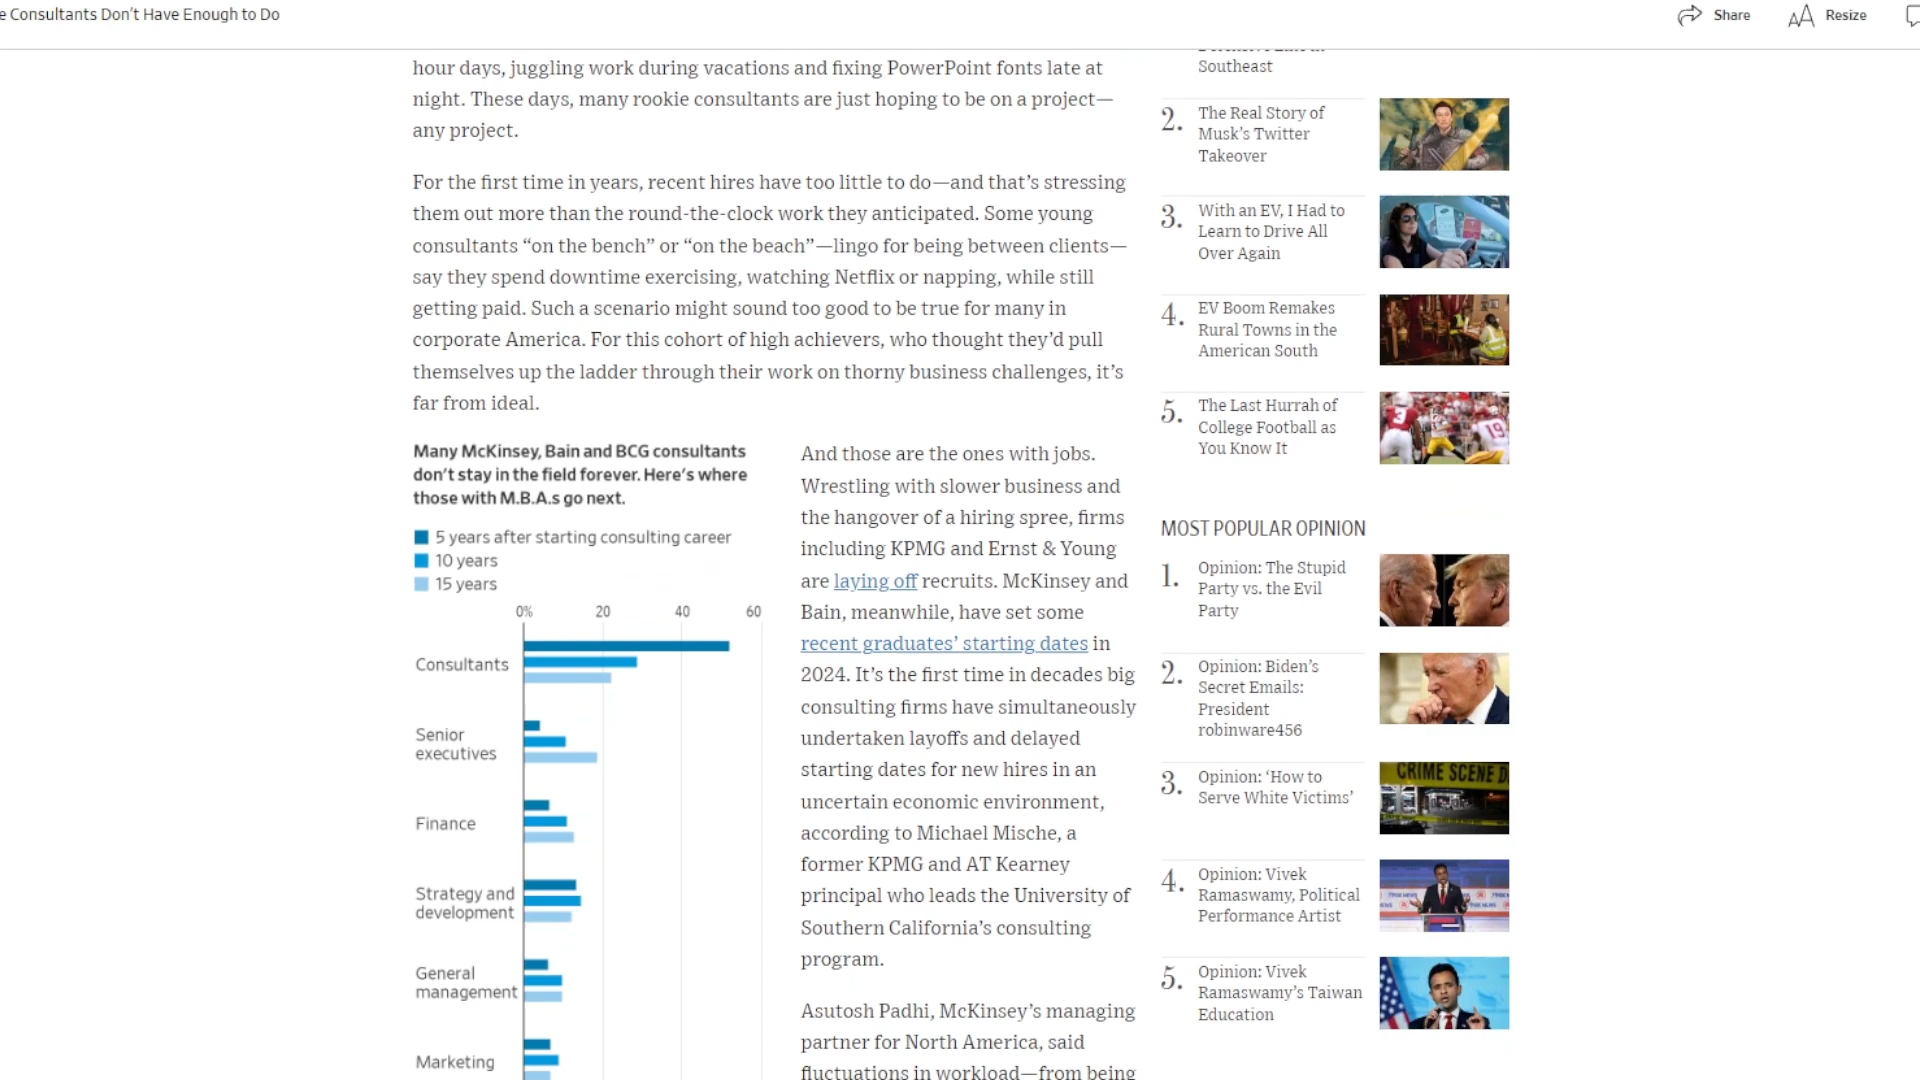 e Consultants Don’t Have Enough to Do
Share
Resize
hour days, juggling work during vacations and fixing PowerPoint fonts late at
night. These days, many rookie consultants are just hoping to be on a project—
any project.
For the first time in years, recent hires have too little to do—and that’s stressing
them out more than the round-the-clock work they anticipated. Some young
consultants “on the bench” or “on the beach”—lingo for being between clients—
say they spend downtime exercising, watching Netflix or napping, while still
getting paid. Such a scenario might sound too good to be true for many in
corporate America. For this cohort of high achievers, who thought they’d pull
themselves up the ladder through their work on thorny business challenges, it’s
far from ideal.
Many McKinsey, Bain and BCG consultants
don’t stay in the field forever. Here’s where
those with M.B.A.s go next.
5 years after starting consulting career
10 years
15 years
0% 20 40 60
Consultants
Senior
executives
Finance
Strategy and
development
General
management
Marketing
And those are the ones with jobs.
Wrestling with slower business and
the hangover of a hiring spree, firms
including KPMG and Ernst & Young
are laying off recruits. McKinsey and
Bain, meanwhile, have set some
recent graduates’ starting dates in
2024. It’s the first time in decades big
consulting firms have simultaneously
undertaken layoffs and delayed
starting dates for new hires in an
uncertain economic environment,
according to Michael Mische, a
former KPMG and AT Kearney
principal who leads the University of
Southern California’s consulting
program.
Asutosh Padhi, McKinsey’s managing
partner for North America, said
fluctuations in workload—from being
Southeast
2. The Real Story of
Musk’s Twitter
Takeover
3. With an EV, I Had to
Learn to Drive All
Over Again
4. EV Boom Remakes
Rural Towns in the
American South
5. The Last Hurrah of
College Football as
You Know It
3
19
MOST POPULAR OPINION
1. Opinion: The Stupid
Party vs. the Evil
Party
2. Opinion: Biden’s
Secret Emails:
President
robinware456
3. Opinion: ‘How to
Serve White Victims’
CRIME SCENE D
4. Opinion: Vivek
Ramaswamy, Political
Performance Artist
5. Opinion: Vivek
Ramaswamy’s Taiwan
Education